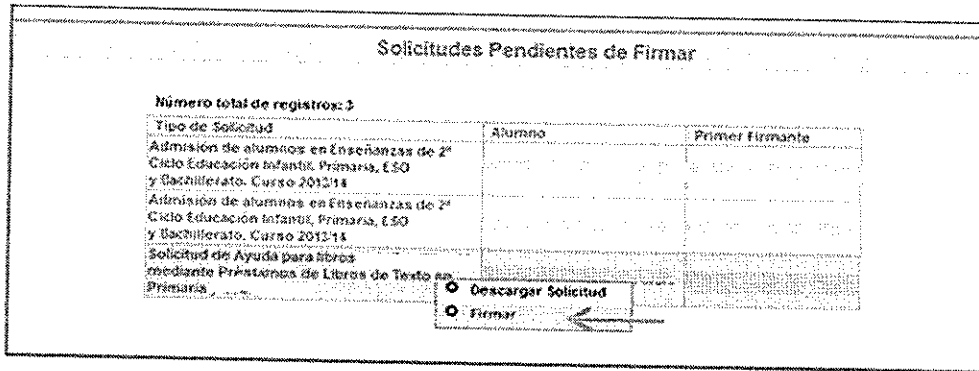 Solicitudes Pendientes de Firmar
Número total de registros: 3
Tipo de Solicitud Alumno Primer Firmante
Admisión de alumnos en Enseñanzas de 2º
Ciclo Educación Infantil, Primaria, ESO
y Bachillerato. Curso 2013/14
Admisión de alumnos en Enseñanzas de 2º
Ciclo Educación Infantil, Primaria, ESO
y Bachillerato. Curso 2013/14
Solicitud de Ayuda para libros
mediante Préstamos de Libros de Texto en
Primaria
Descargar Solicitud
Firmar